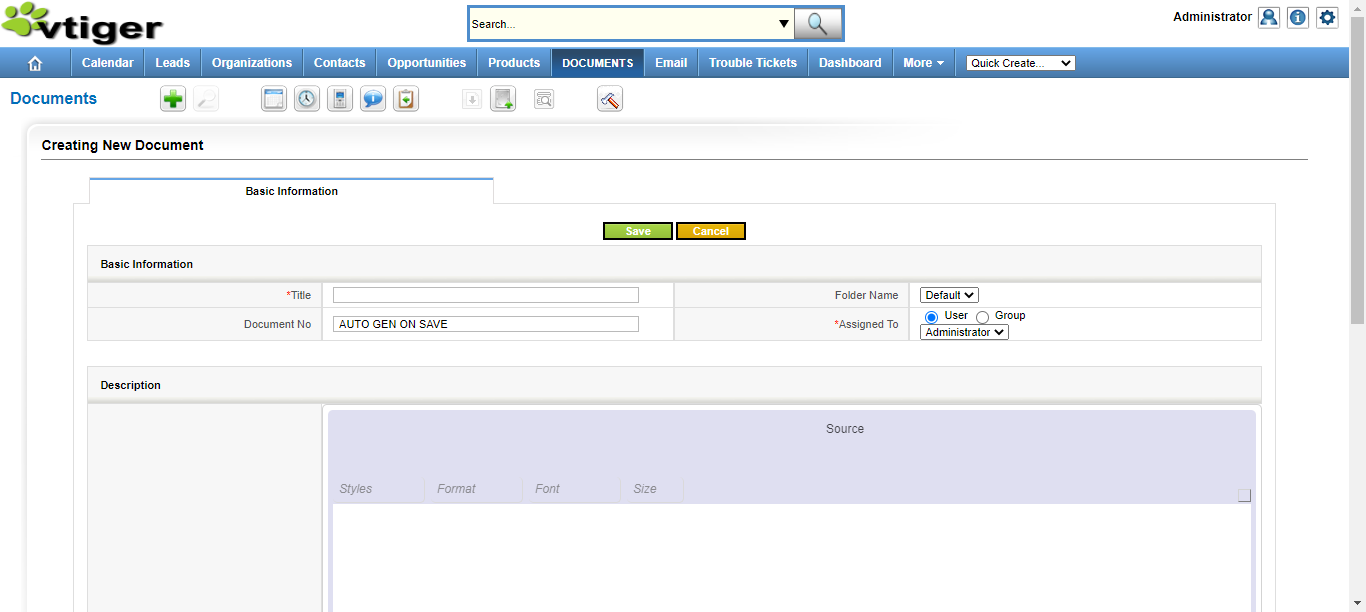 vtiger
Search...
Administrator
Calendar Leads Organizations Contacts Opportunities Products DOCUMENTS Email Trouble Tickets Dashboard More Quick Create...
Documents
Creating New Document
Basic Information
Save Cancel
Basic Information
*Title Folder Name Default
Document No AUTO GEN ON SAVE *Assigned To User Group
Administrator
Description
Source
Styles Format Font Size